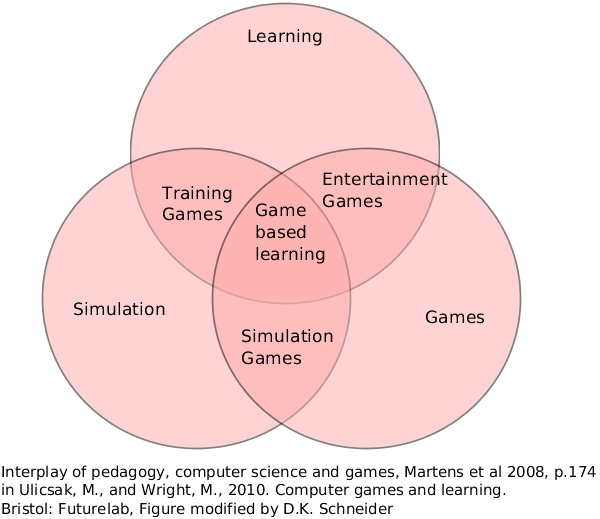 Learning
Entertainment
Games
Training
Games
Game
based
learning
Simulation
Games
Simulation
Games
Interplay of pedagogy, computer science and games, Martens et al 2008, p.174
in Ulicsak, M., and Wright, M., 2010. Computer games and learning.
Bristol: Futurelab, Figure modified by D.K. Schneider